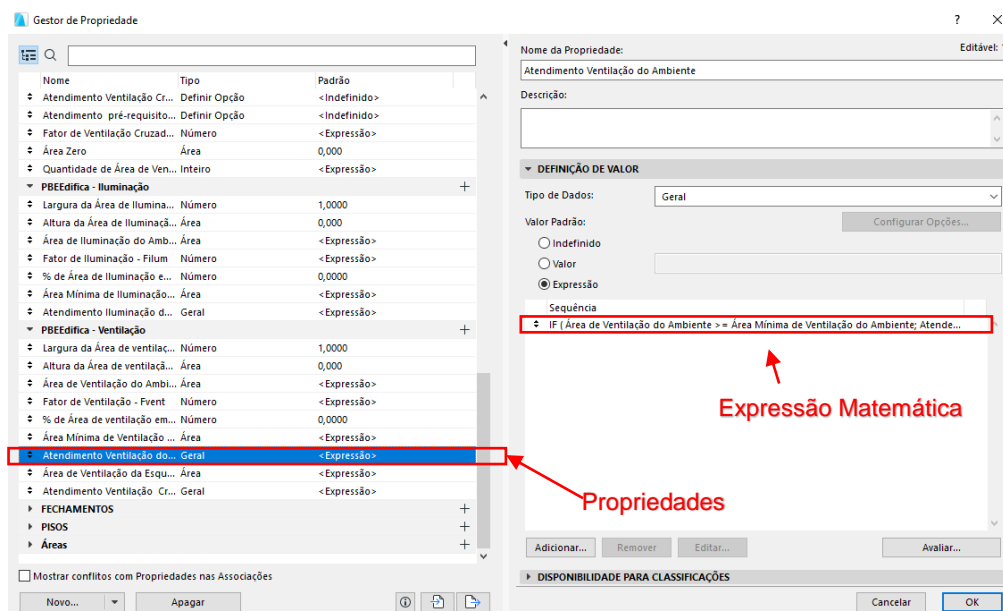 Gestor de Propriedade
?
Nome Tipo Padrão
Atendimento Ventilação Cr... Definir Opção <Indefinido>
Atendimento pré-requisito... Definir Opção <Indefinido>
Fator de Ventilação Cruzad... Número <Expressão>
Área Zero Área 0,000
Quantidade de Área de Ven... Inteiro <Expressão>
PBEEdifica - Iluminação
Largura da Área de Ilumina... Número 1,0000
Altura da Área de Iluminaçã... Área 0,000
Área de Iluminação do Amb... Área <Expressão>
Fator de Iluminação - Filum Número <Expressão>
% de Área de Iluminação e... Número 0,0000
Área Mínima de Iluminação... Área <Expressão>
Atendimento Iluminação d... Geral <Expressão>
PBEEdifica - Ventilação
Largura da Área de ventilaç... Número 1,0000
Altura da Área de ventilaçã... Área 0,000
Área de Ventilação do Ambi... Área <Expressão>
Fator de Ventilação - Fvent Número <Expressão>
% de Área de ventilação em... Número 0,0000
Área Mínima de Ventilação ... Área <Expressão>
Atendimento Ventilação do... Geral <Expressão>
Área de Ventilação da Esqu... Área <Expressão>
Atendimento Ventilação Cr... Geral <Expressão>
FECHAMENTOS
PISOS
Áreas
Mostrar conflitos com Propriedades nas Associações
Novo... Apagar
Nome da Propriedade: Editável:
Atendimento Ventilação do Ambiente
Descrição:
DEFINIÇÃO DE VALOR
Tipo de Dados: Geral
Valor Padrão: Configurar Opções...
Indefinido
Valor
Expressão
Sequência
IF ( Área de Ventilação do Ambiente >= Área Mínima de Ventilação do Ambiente; Atende...
Expressão Matemática
Propriedades
Adicionar... Remover Editar... Avaliar...
DISPONIBILIDADE PARA CLASSIFICAÇÕES
Cancelar OK